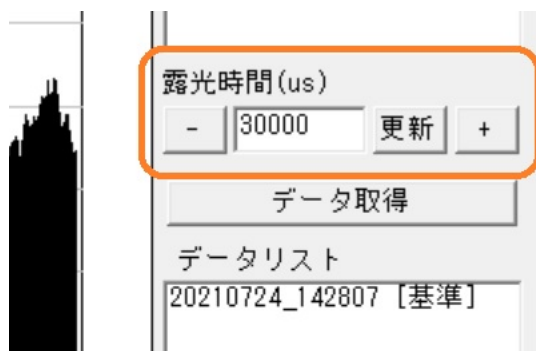 露光時間(us)
- 30000 更新 +
データ取得
データリスト
20210724_142807 [基準]